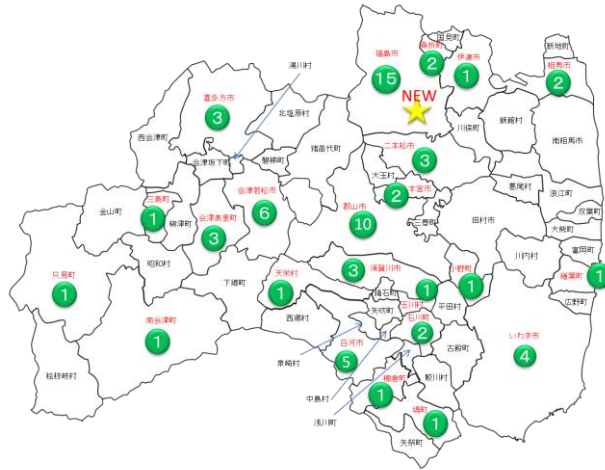 国見町
桑折町
福島市
伊達市
新地町
相馬市
2
湯川村
15
1
2
NEW
喜多方市
北塩原村
3
川俣町
飯舘村
南相馬市
西会津町
猪苗代町
二本松市
会津坂下町
磐梯町
3
大玉村
本宮市
葛尾村
浪江町
三島町
会津若松市
2
双葉町
金山町
1
柳津町
会津美里町
6
郡山市
三春町
田村市
大熊町
3
10
川内村
富岡町
昭和村
小野町
楢葉町
只見町
下郷町
天栄村
3
須賀川市
1
1
1
1
1
鏡石町
玉川村
平田村
広野町
南会津町
西郷村
矢吹町
石川町
1
白河市
2
古殿町
いわき市
泉崎村
5
4
檜枝岐村
棚倉町
鮫川村
中島村
1
塙町
浅川町
1
矢祭町